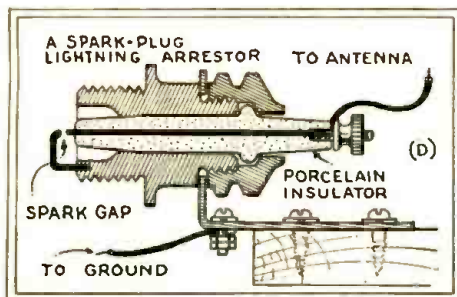 A SPARK-PLUG
LIGHTNING ARRESTOR
TO ANTENNA
(D)
PORCELAIN
INSULATOR
SPARK GAP
TO GROUND